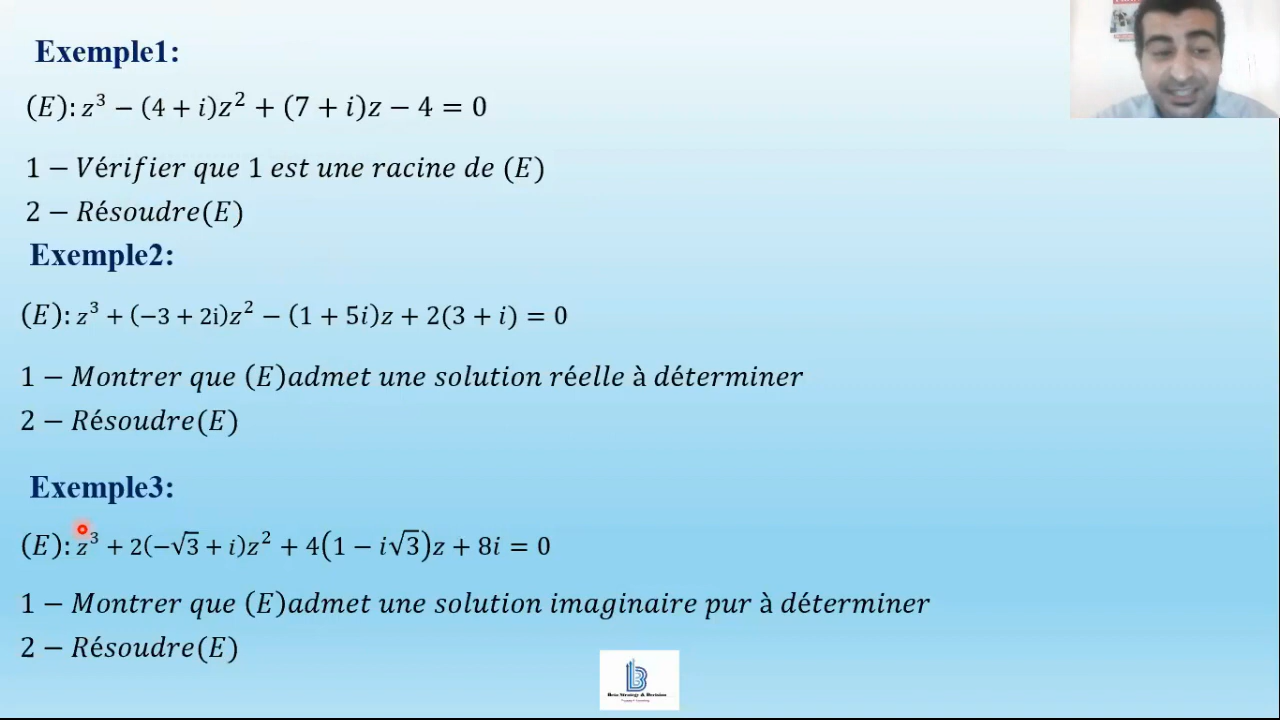 Exemple1:
(E): z³ − (4 + i)z² + (7 + i)z − 4 = 0
1 − Vérifier que 1 est une racine de (E)
2 − Résoudre(E)
Exemple2:
(E): z³ + (−3 + 2i)z² − (1 + 5i)z + 2(3 + i) = 0
1 − Montrer que (E)admet une solution réelle à déterminer
2 − Résoudre(E)
Exemple3:
(E): z³ + 2(−√3 + i)z² + 4(1 − i√3)z + 8i = 0
1 − Montrer que (E)admet une solution imaginaire pur à déterminer
2 − Résoudre(E)